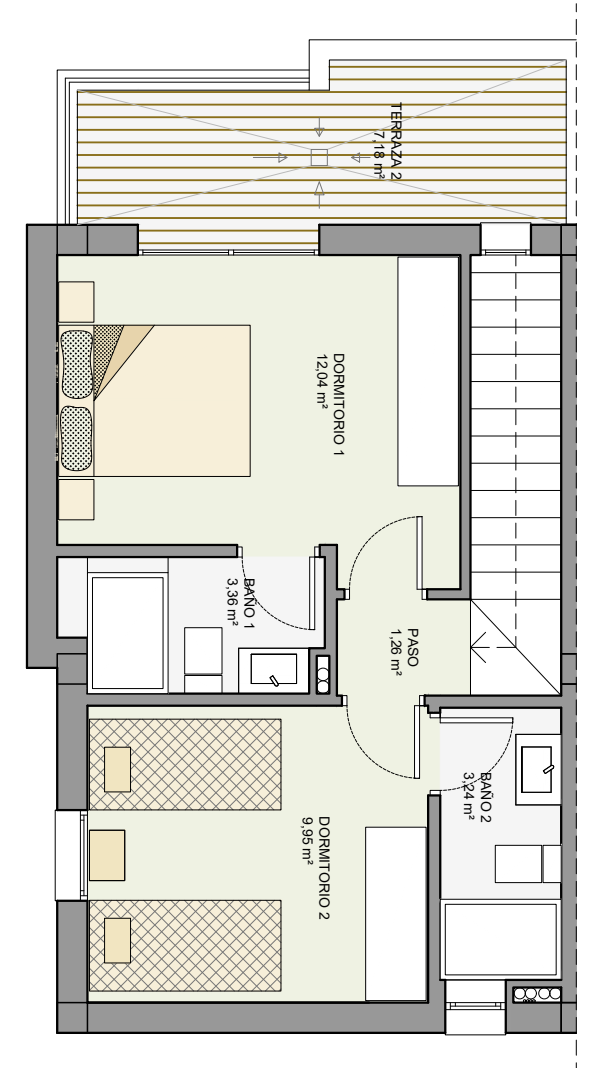 TERRAZA 2
7,18 m²
DORMITORIO 1
12,04 m²
BAÑO 1
3,36 m²
PASO
1,26 m²
BAÑO 2
3,24 m²
DORMITORIO 2
9,95 m²